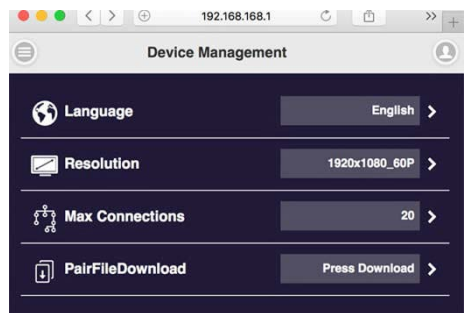 192.168.168.1
Device Management
Language English
Resolution 1920x1080_60P
Max Connections 20
PairFileDownload Press Download